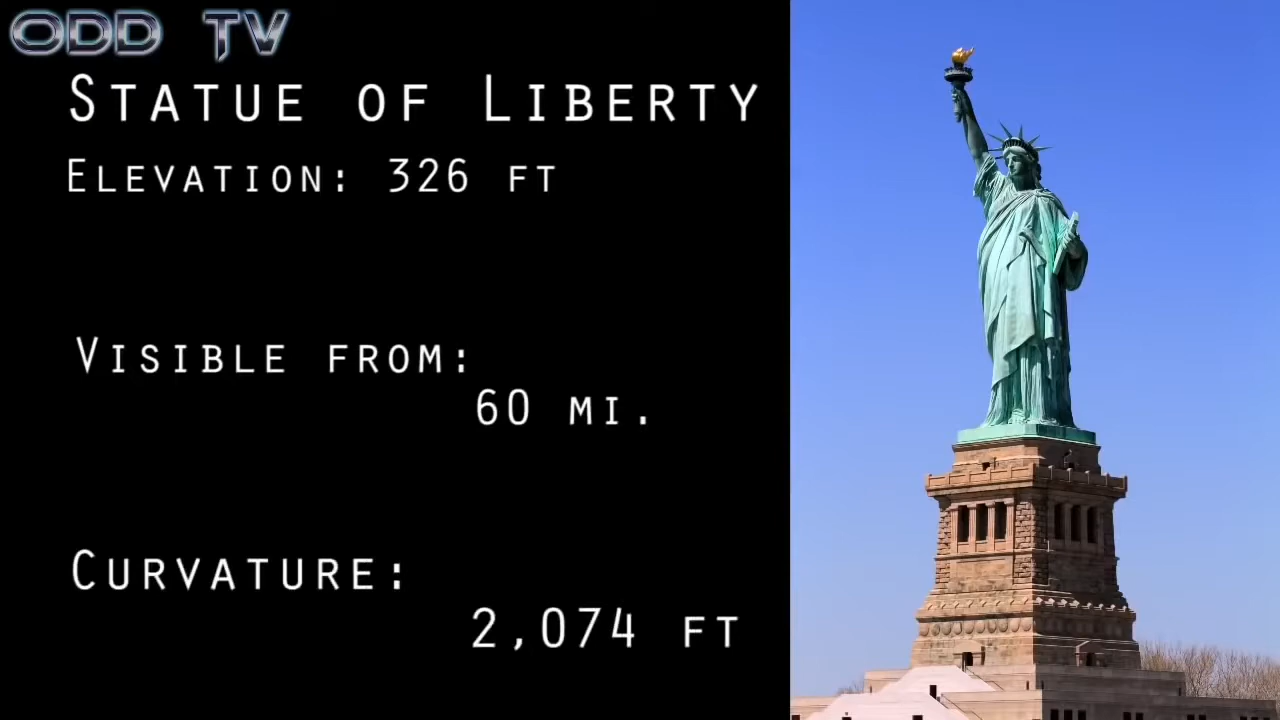 ODD TV
STATUE OF LIBERTY
ELEVATION: 326 FT
VISIBLE FROM:
60 MI.
CURVATURE:
2,074 FT